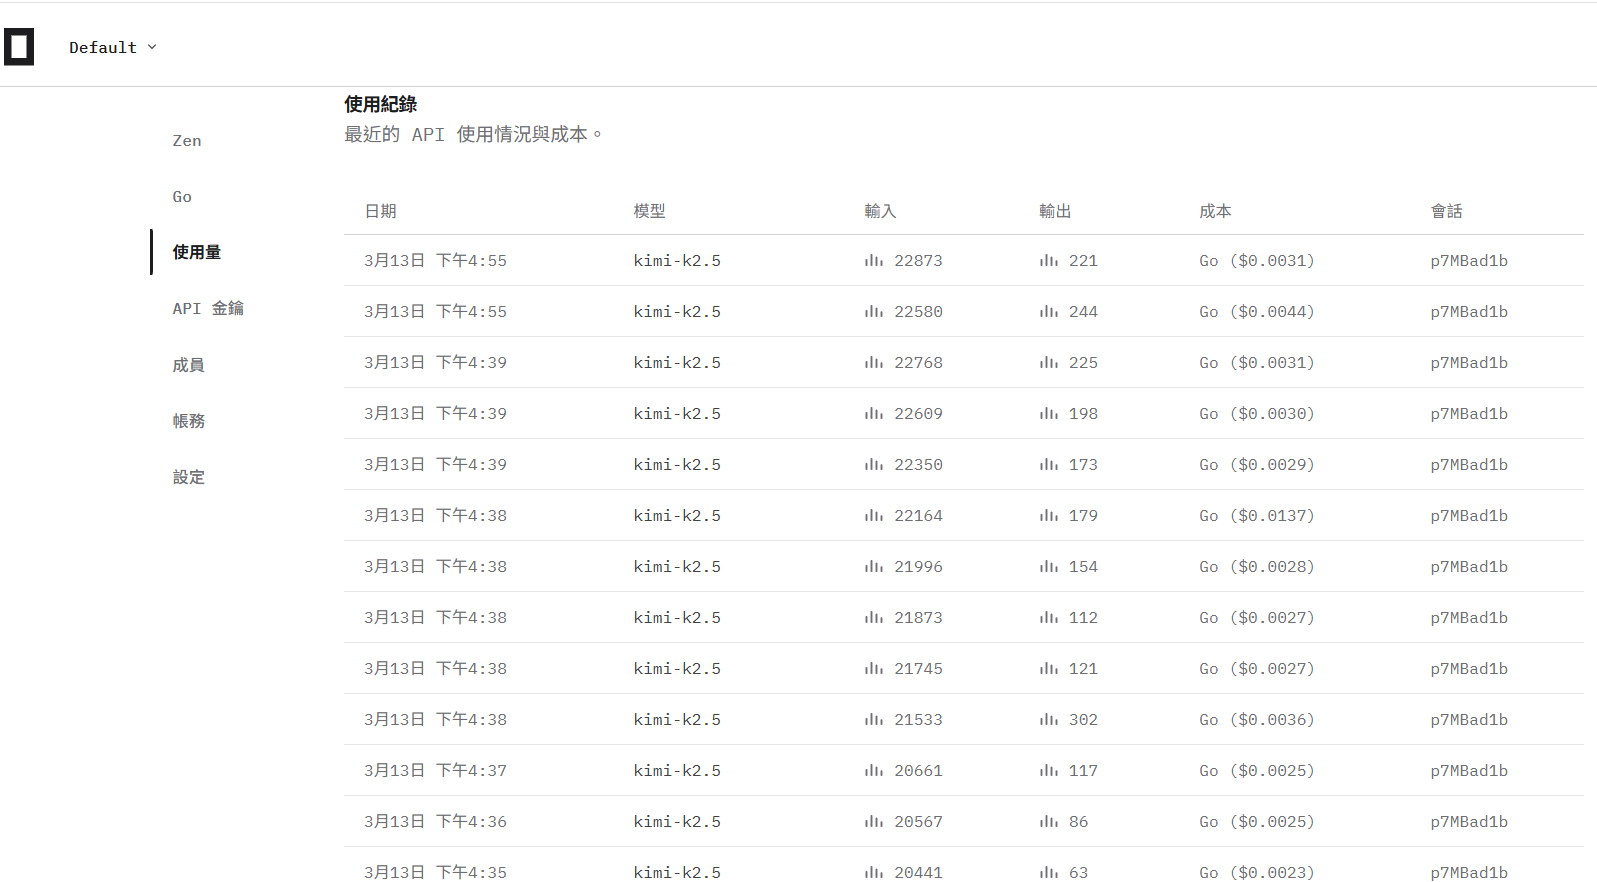 Default
使用紀錄
最近的 API 使用情況與成本。
Zen
Go
使用量
API 金鑰
成員
帳務
設定
日期 模型 輸入 輸出 成本 會話
3月13日 下午4:55 kimi-k2.5 22873 221 Go ($0.0031) p7MBad1b
3月13日 下午4:55 kimi-k2.5 22580 244 Go ($0.0044) p7MBad1b
3月13日 下午4:39 kimi-k2.5 22768 225 Go ($0.0031) p7MBad1b
3月13日 下午4:39 kimi-k2.5 22609 198 Go ($0.0030) p7MBad1b
3月13日 下午4:39 kimi-k2.5 22350 173 Go ($0.0029) p7MBad1b
3月13日 下午4:38 kimi-k2.5 22164 179 Go ($0.0137) p7MBad1b
3月13日 下午4:38 kimi-k2.5 21996 154 Go ($0.0028) p7MBad1b
3月13日 下午4:38 kimi-k2.5 21873 112 Go ($0.0027) p7MBad1b
3月13日 下午4:38 kimi-k2.5 21745 121 Go ($0.0027) p7MBad1b
3月13日 下午4:38 kimi-k2.5 21533 302 Go ($0.0036) p7MBad1b
3月13日 下午4:37 kimi-k2.5 20661 117 Go ($0.0025) p7MBad1b
3月13日 下午4:36 kimi-k2.5 20567 86 Go ($0.0025) p7MBad1b
3月13日 下午4:35 kimi-k2.5 20441 63 Go ($0.0023) p7MBad1b